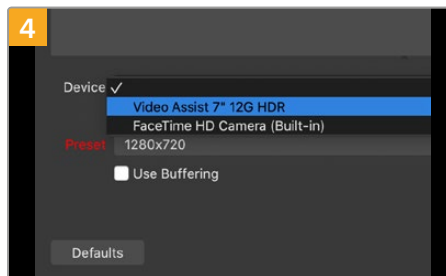 4
Device ✓
Video Assist 7" 12G HDR
FaceTime HD Camera (Built-in)
Preset 1280x720
Use Buffering
Defaults